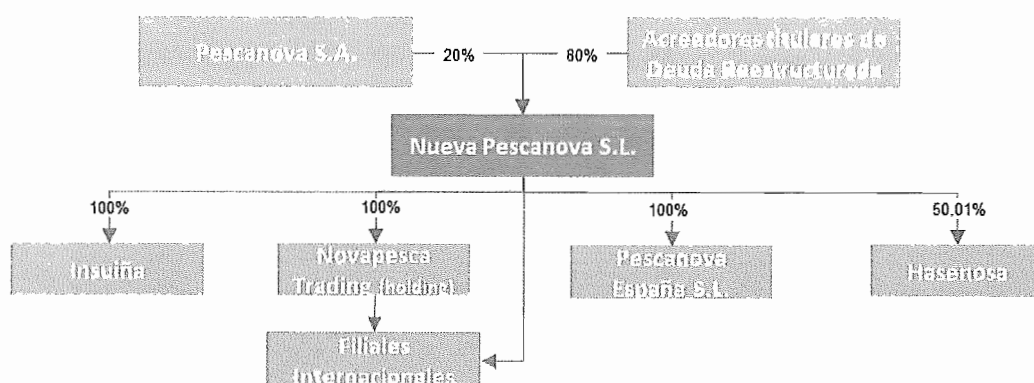 Pescanova S.A.
20%
80%
Acreedores titulares de
Deuda Reestructurada
Nueva Pescanova S.L.
100%
100%
100%
50,01%
Insuiña
Novapesca
Trading (holding)
Pescanova
España S.L.
Hasenosa
Filiales
Internacionales